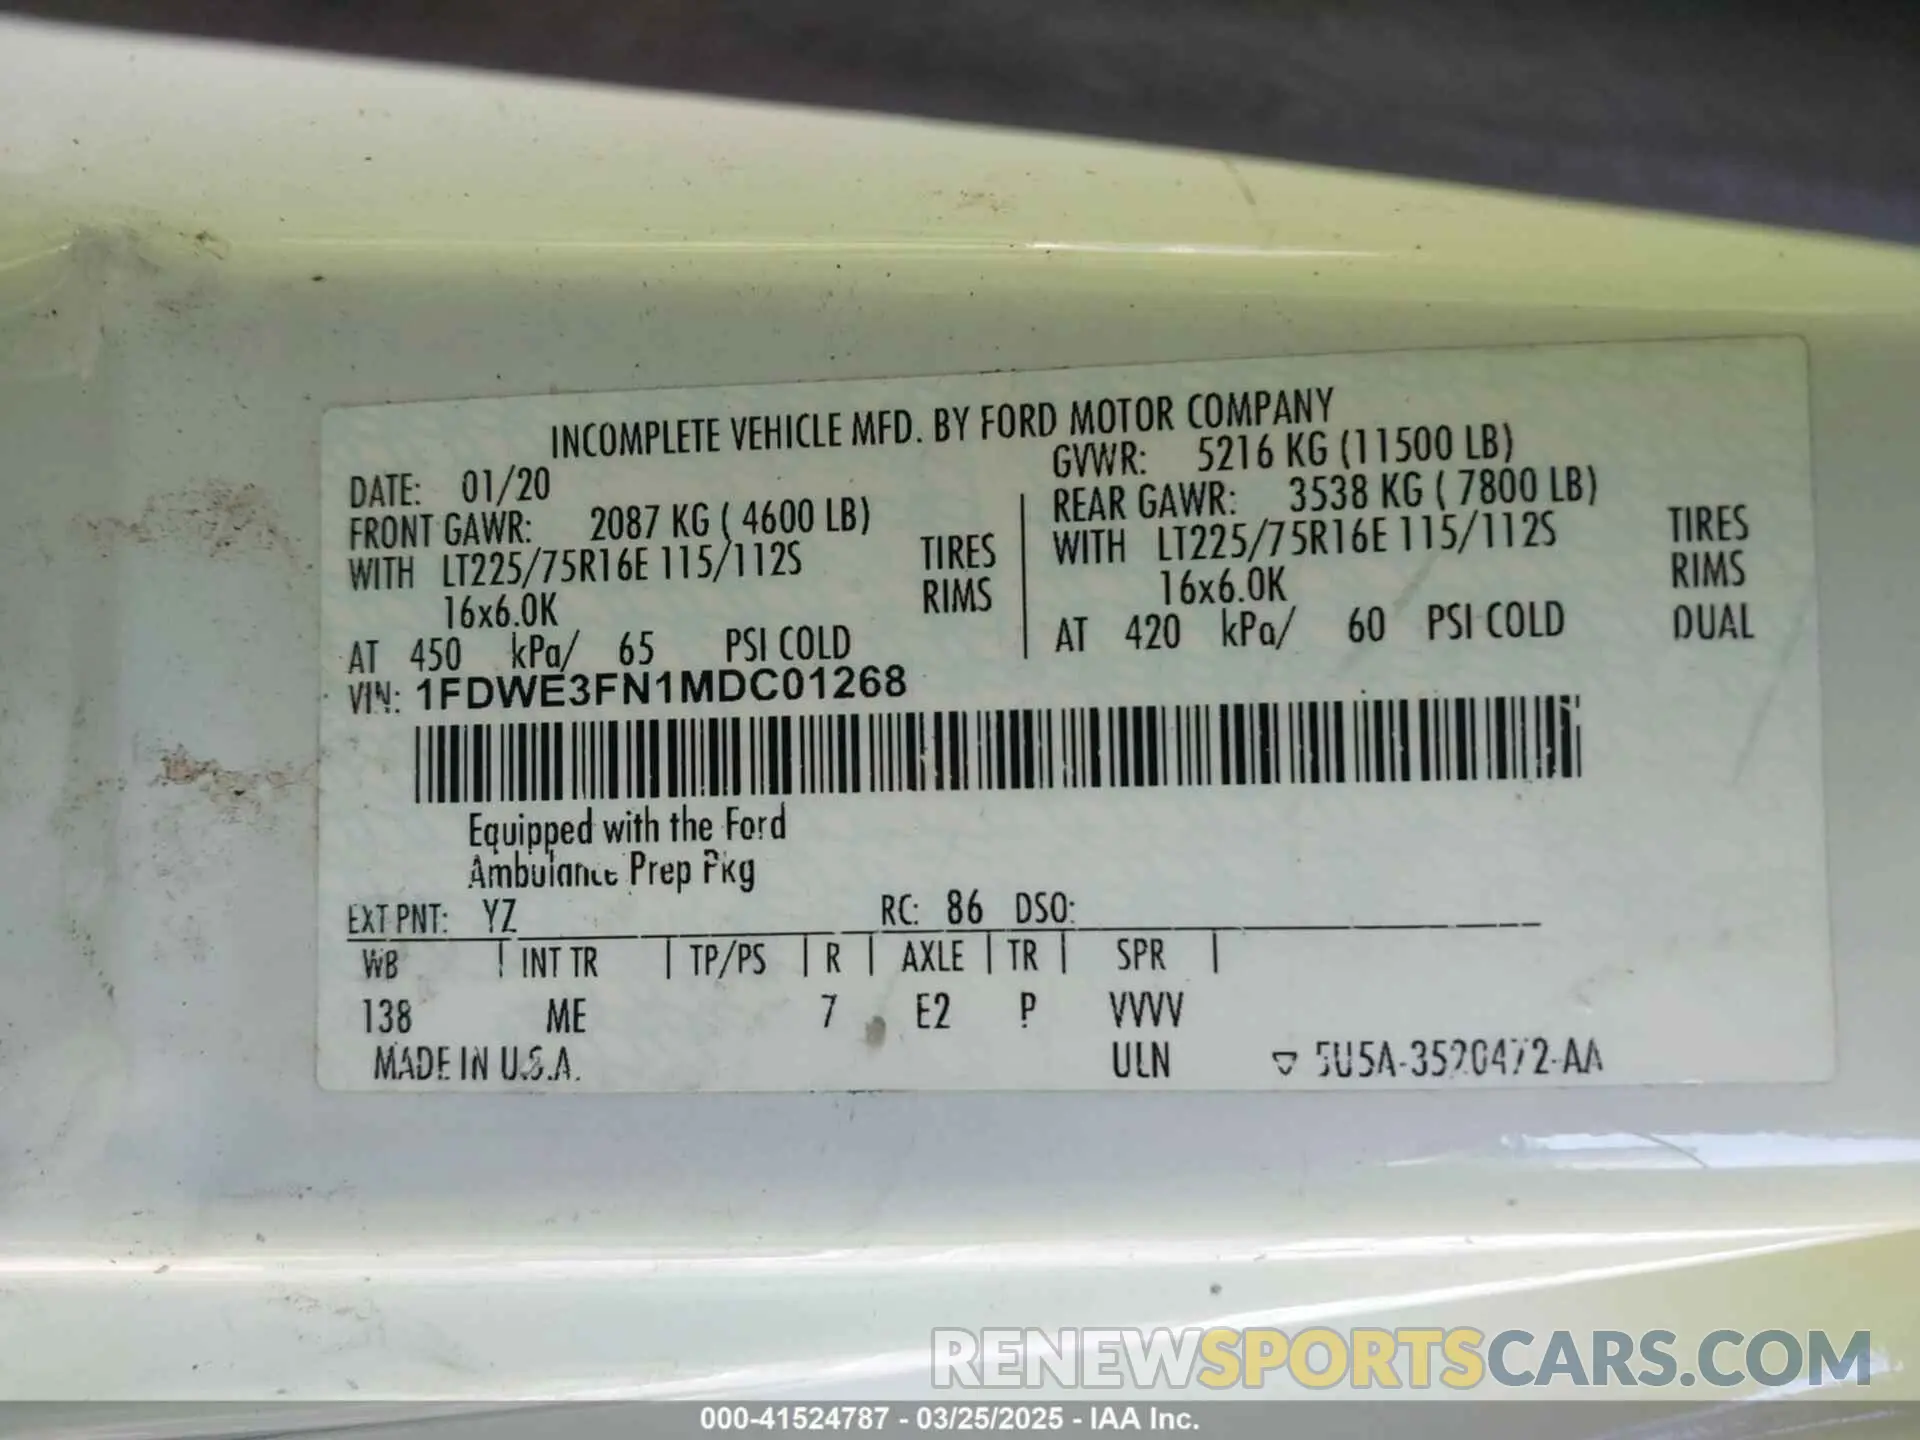 INCOMPLETE VEHICLE MFD. BY FORD MOTOR COMPANY
DATE: 01/20 GVWR: 5216 KG (11500 LB)
FRONT GAWR: 2087 KG ( 4600 LB) REAR GAWR: 3538 KG ( 7800 LB)
WITH LT225/75R16E 115/112S TIRES WITH LT225/75R16E 115/112S TIRES
16x6.0K RIMS 16x6.0K RIMS
AT 450 kPa/ 65 PSI COLD AT 420 kPa/ 60 PSI COLD DUAL
VIN: 1FDWE3FN1MDC01268
Equipped with the Ford
Ambulance Prep Pkg
EXT PNT: YZ RC: 86 DSO:
WB | INT TR | TP/PS | R | AXLE | TR | SPR |
138 ME 7 E2 P VVVV
MADE IN U.S.A. ULN ▽ 5U5A-3520472-AA
RENEWSPORTSCARS.COM
000-41524787 - 03/25/2025 - IAA Inc.